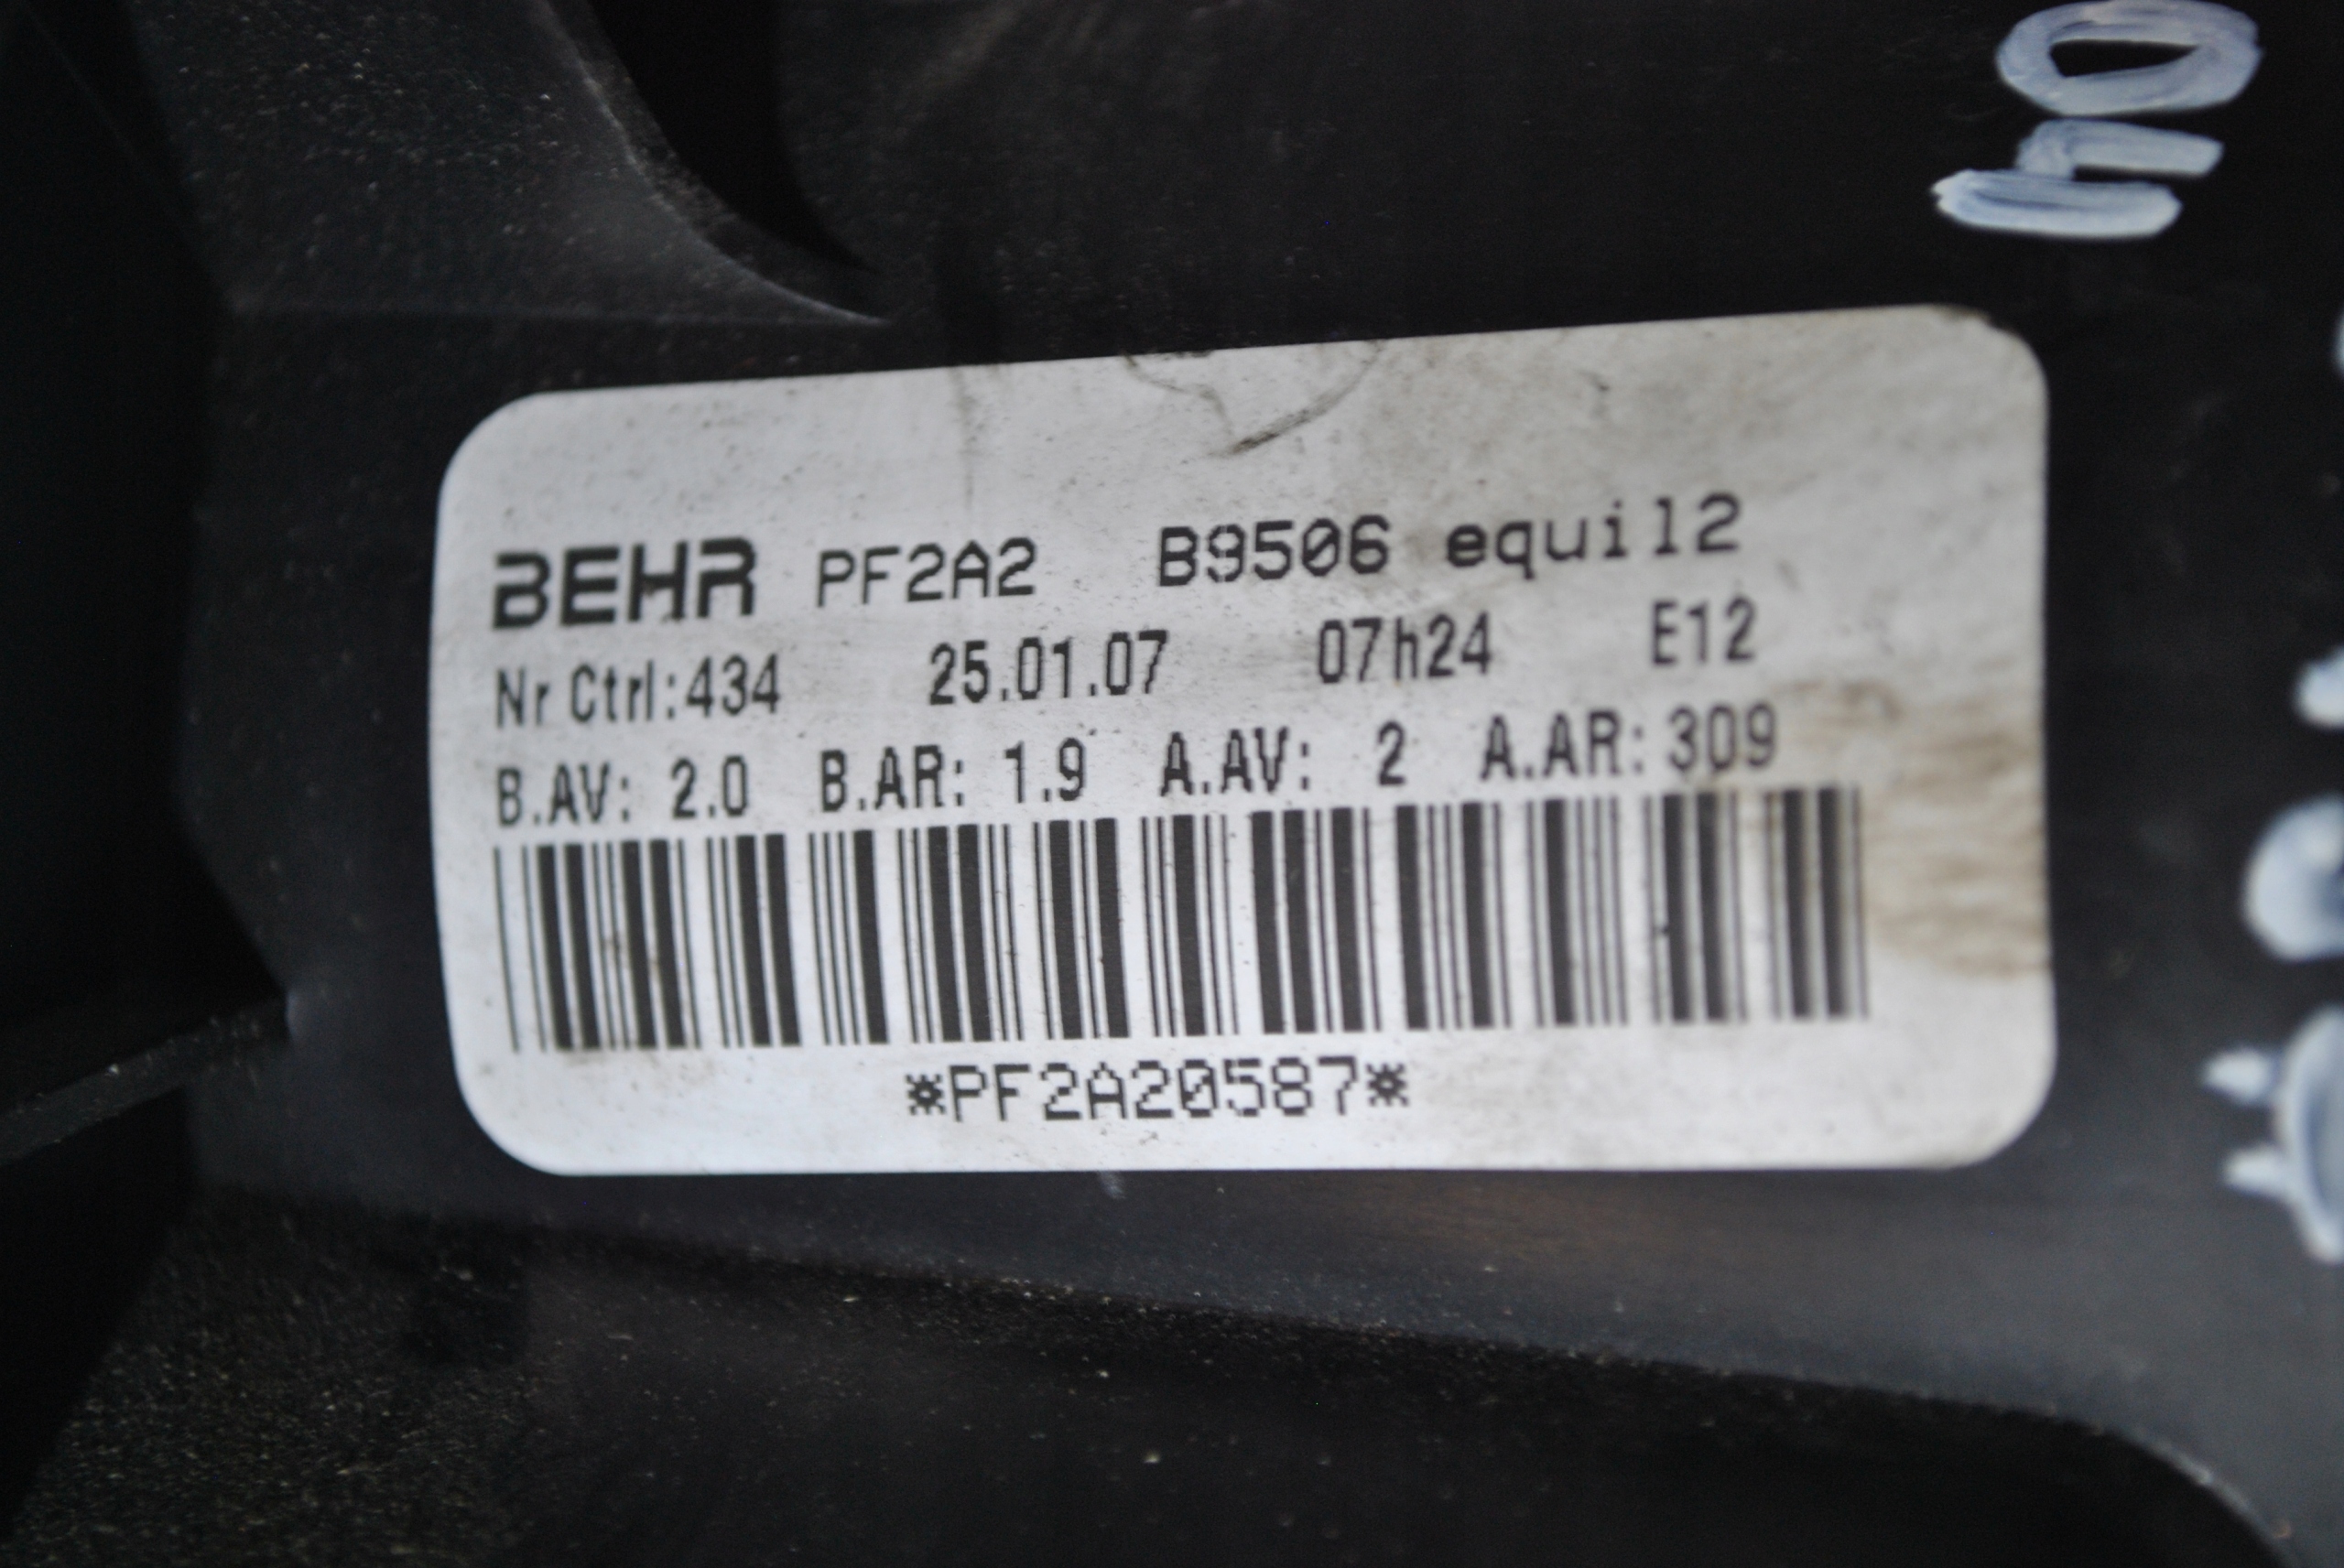 BEHR PF2A2 B9506 equil2
Nr Ctrl:434 25.01.07 07h24 E12
B.AV: 2.0 B.AR: 1.9 A.AV: 2 A.AR: 309
*PF2A20587*